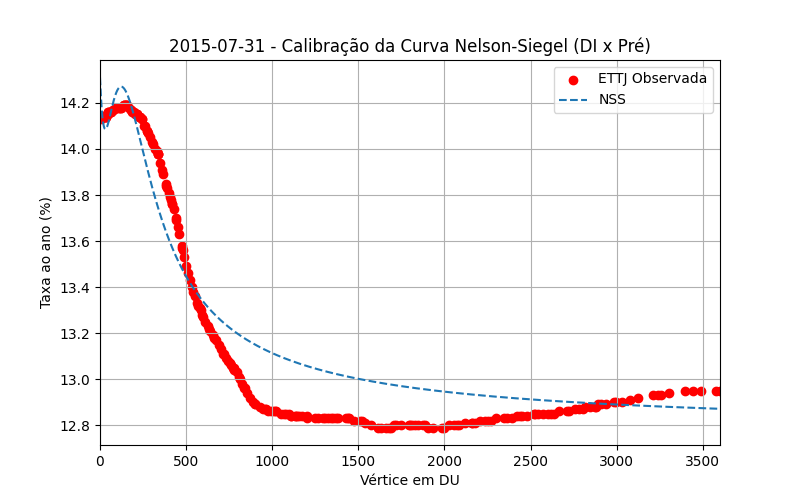 2015-07-31 - Calibração da Curva Nelson-Siegel (DI x Pré)
ETTJ Observada
NSS
Taxa ao ano (%)
14.2
14.0
13.8
13.6
13.4
13.2
13.0
12.8
0 500 1000 1500 2000 2500 3000 3500
Vértice em DU